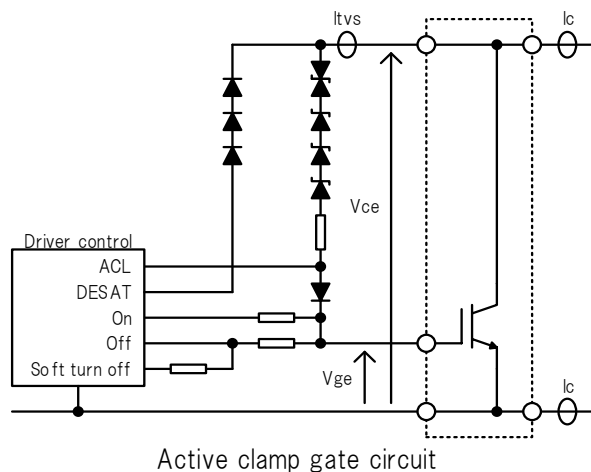 Itvs
Ic
Vce
Driver control
ACL
DESAT
On
Off
Soft turn off
Vge
Ic
Active clamp gate circuit